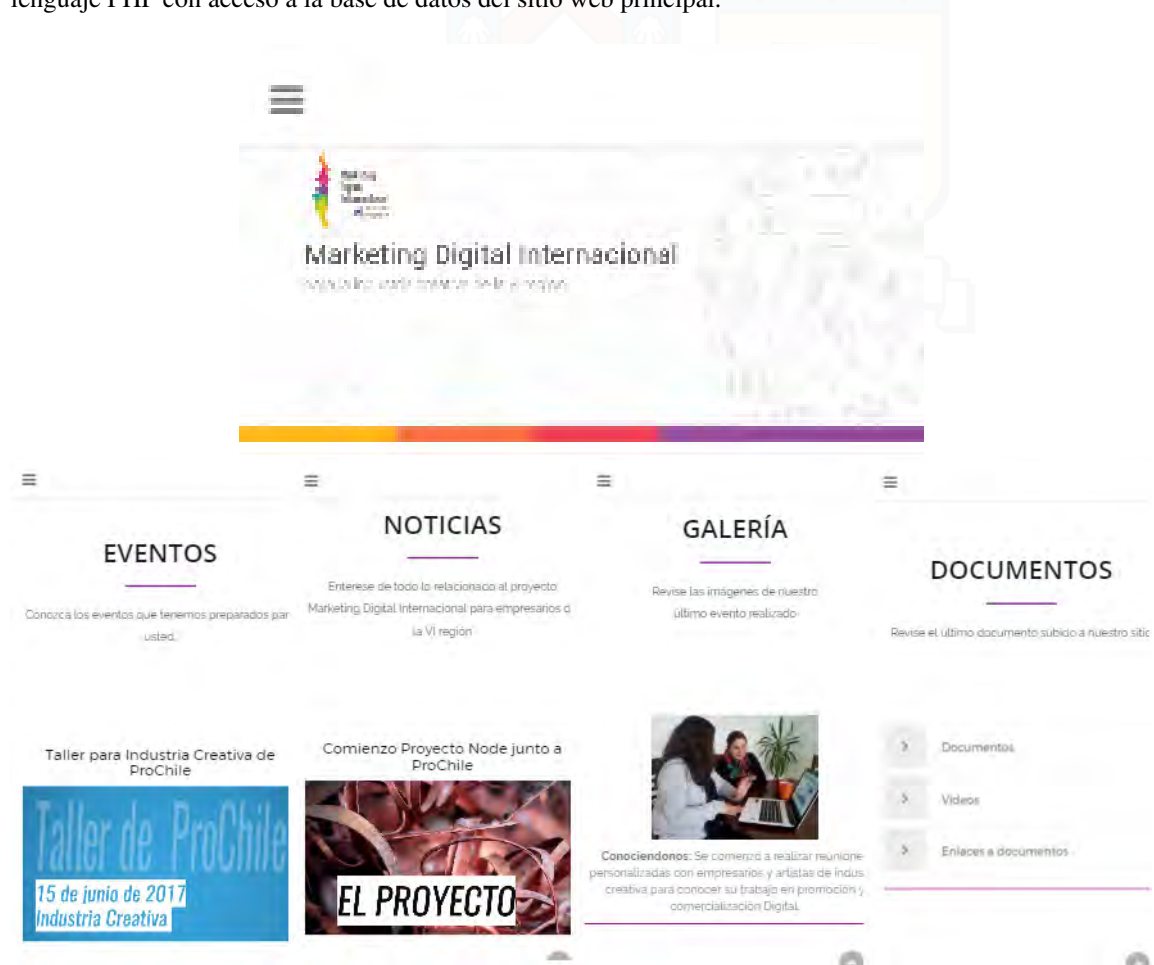 lenguaje PHP con acceso a la base de datos del sitio web principal.
Marketing Digital Internacional
EVENTOS
Conozca los eventos que tenemos preparados par
usted.
Taller para Industria Creativa de
ProChile
Taller de ProChile
15 de junio de 2017
Industria Creativa
NOTICIAS
Enterese de todo lo relacionado al proyecto
Marketing Digital Internacional para empresarios d
la VI región
Comienzo Proyecto Node junto a
ProChile
EL PROYECTO
GALERÍA
Revise las imágenes de nuestro
último evento realizado
Conociendonos: Se comenzó a realizar reunione
personalizadas con empresarios y artistas de indus
creativa para conocer su trabajo en promoción y
comercialización Digital.
DOCUMENTOS
Revise el último documento subido a nuestro sitio
Documentos
Videos
Enlaces a documentos